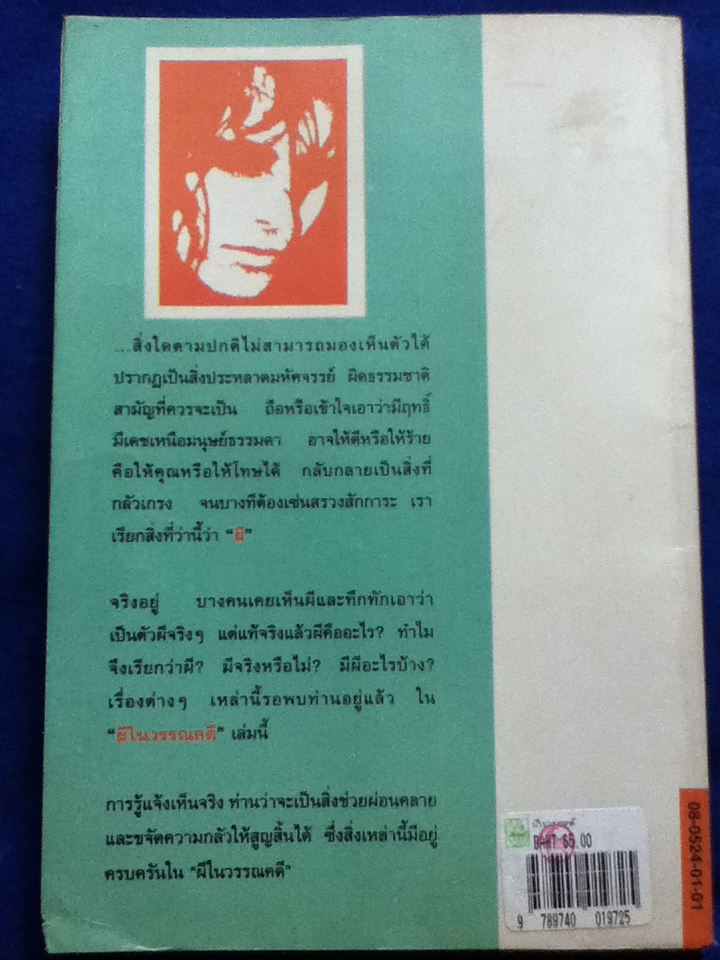 ...สิ่งใดตามปกติไม่สามารถมองเห็นตัวได้
ปรากฏเป็นสิ่งประหลาดมหัศจรรย์ ผิดธรรมชาติ
สามัญที่ควรจะเป็น ถือหรือเข้าใจเอาว่ามีฤทธิ์
มีเดชเหนือมนุษย์ธรรมดา อาจให้ดีหรือให้ร้าย
คือให้คุณหรือให้โทษได้ กลับกลายเป็นสิ่งที่
กลัวเกรง จนบางทีต้องเซ่นสรวงสักการะ เรา
เรียกสิ่งที่ว่านี้ว่า "ผี"
จริงอยู่ บางคนเคยเห็นผีและทึกทักเอาว่า
เป็นตัวผีจริงๆ แต่แท้จริงแล้วผีคืออะไร? ทำไม
จึงเรียกว่าผี? มีจริงหรือไม่? มีผีอะไรบ้าง?
เรื่องต่างๆ เหล่านี้รอพบท่านอยู่แล้ว ใน
"ผีในวรรณคดี" เล่มนี้
การรู้แจ้งเห็นจริง ท่านว่าจะเป็นสิ่งช่วยผ่อนคลาย
และขจัดความกลัวให้สูญสิ้นได้ ซึ่งสิ่งเหล่านี้มีอยู่
ครบครันใน "ผีในวรรณคดี"
08-0524-01-01
BAHT 65.00
9 789740 019725